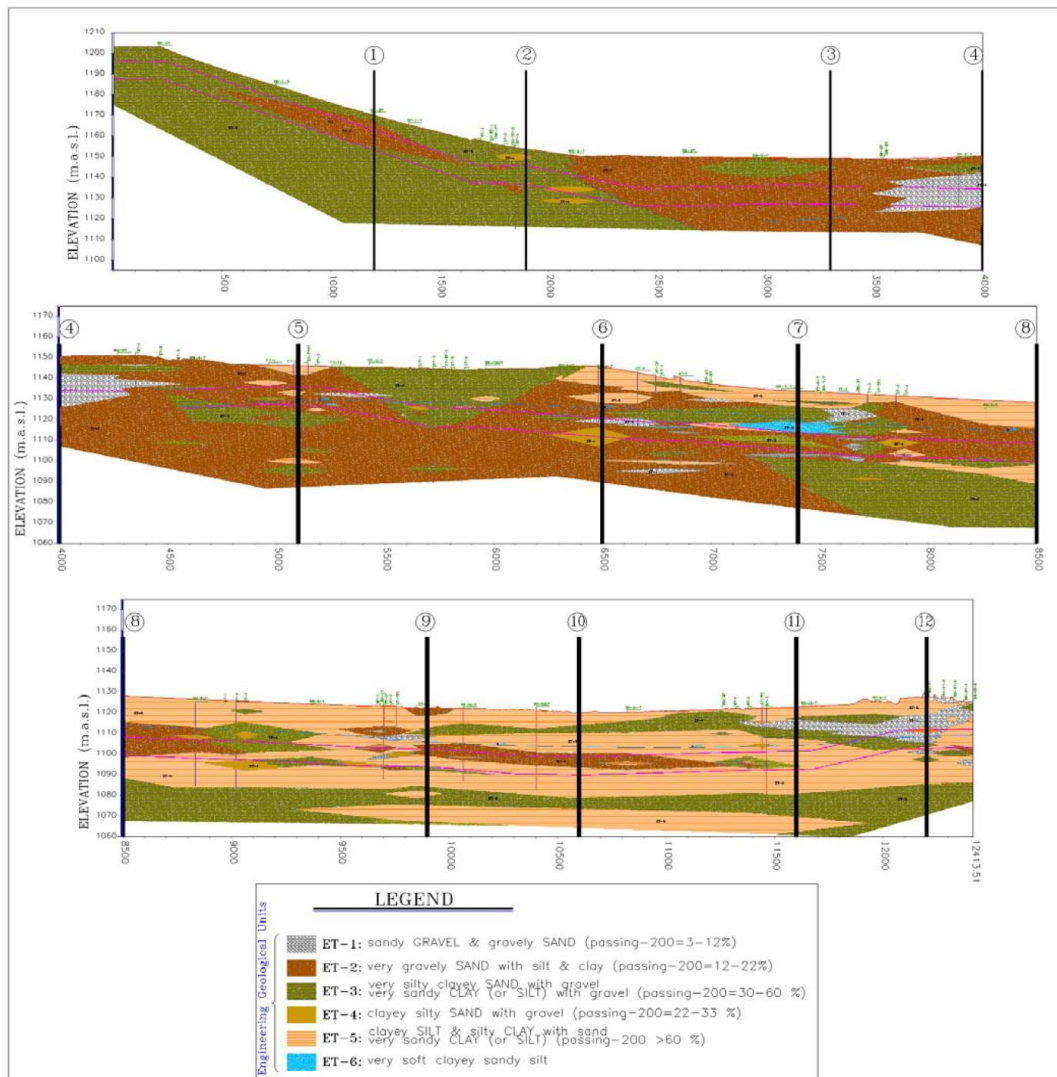 1210
1200
1190
1180
1170
1160
1150
1140
1130
1120
1110
1100
ELEVATION (m.a.s.l.)
① ② ③ ④
500 1000 1500 2000 2500 3000 3500 4000
1170
1160
1150
1140
1130
1120
1110
1100
1090
1080
1070
1060
ELEVATION (m.a.s.l.)
④ ⑤ ⑥ ⑦ ⑧
4000 4500 5000 5500 6000 6500 7000 7500 8000 8500
1170
1160
1150
1140
1130
1120
1110
1100
1090
1080
1070
1060
ELEVATION (m.a.s.l.)
⑧ ⑨ ⑩ ⑪ ⑫
8500 9000 9500 10000 10500 11000 11500 12000 12413.51
LEGEND
Engineering Geological Units
ET-1: sandy GRAVEL & gravely SAND (passing-200=3-12%)
ET-2: very gravely SAND with silt & clay (passing-200=12-22%)
very silty clayey SAND with gravel
ET-3: very sandy CLAY (or SILT) with gravel (passing-200=30-60 %)
ET-4: clayey silty SAND with gravel (passing-200=22-33 %)
clayey SILT & silty CLAY with sand
ET-5: very sandy CLAY (or SILT) (passing-200 >60 %)
ET-6: very soft clayey sandy silt